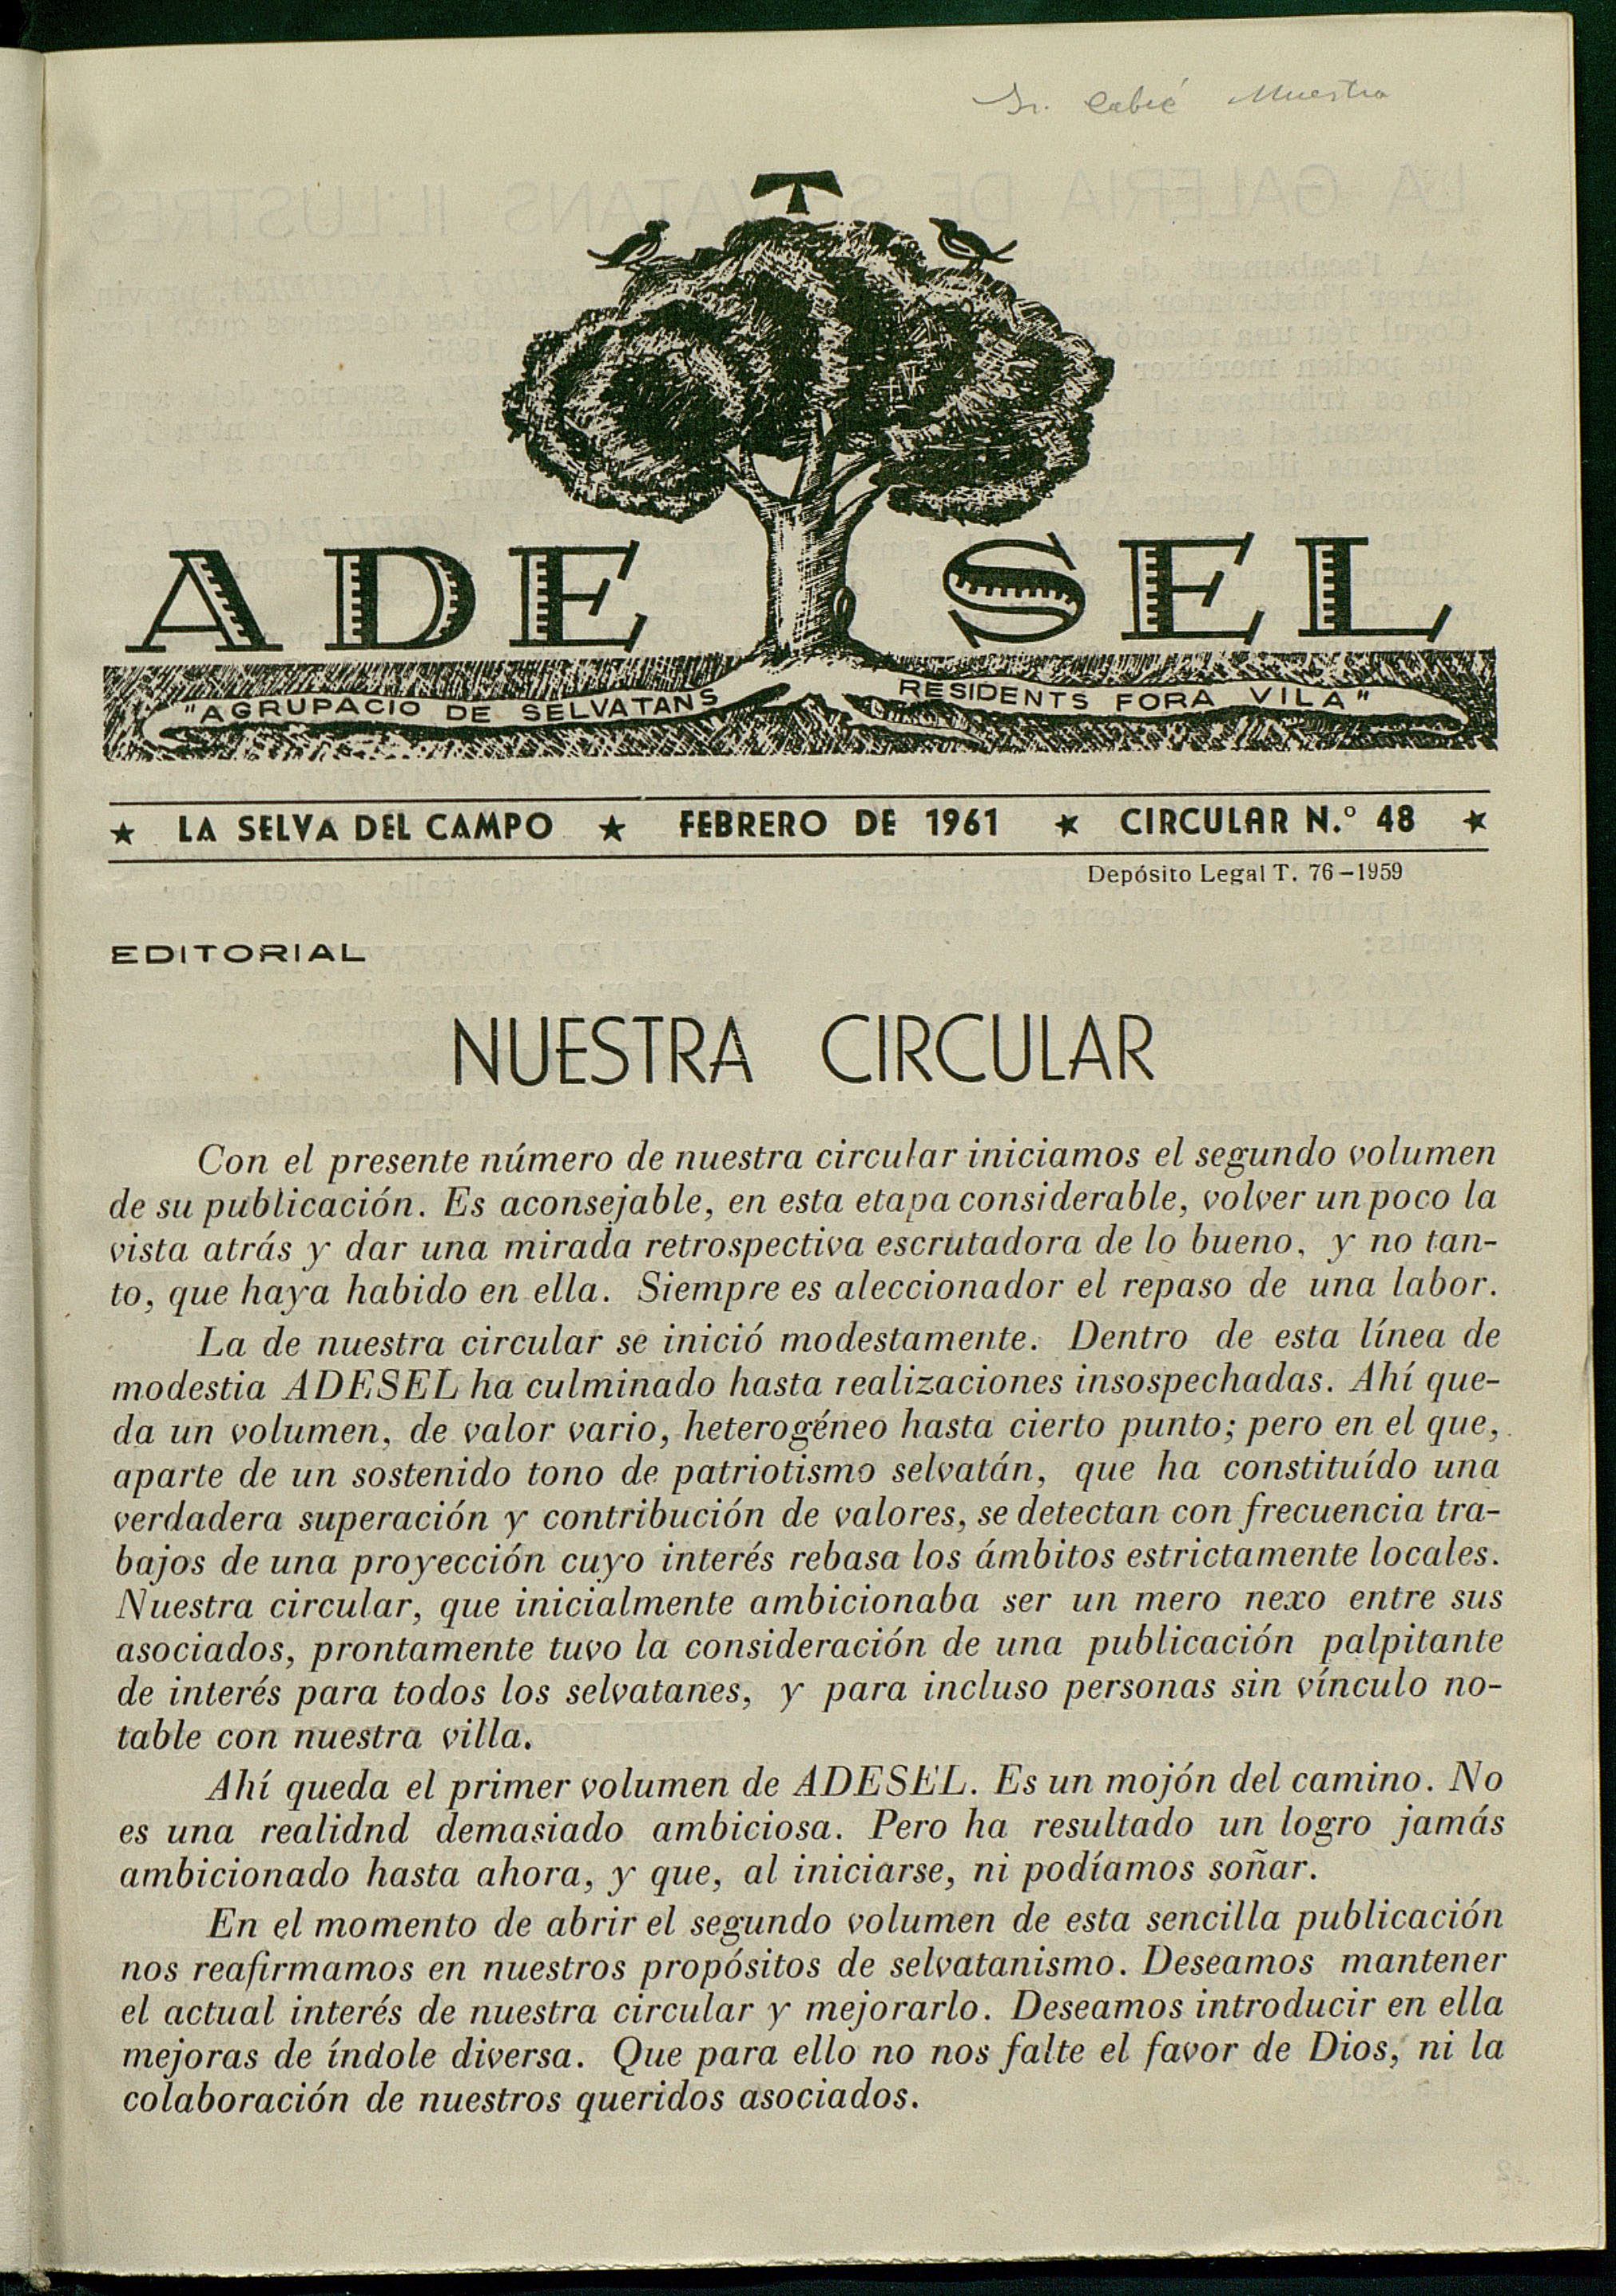 Sr. Cabré Muestra
ADESEL
"AGRUPACIO DE SELVATANS RESIDENTS FORA VILA"
★ LA SELVA DEL CAMPO ★ FEBRERO DE 1961 ★ CIRCULAR N.º 48 ★
Depósito Legal T. 76-1959
EDITORIAL
NUESTRA CIRCULAR
Con el presente número de nuestra circular iniciamos el segundo volumen
de su publicación. Es aconsejable, en esta etapa considerable, volver un poco la
vista atrás y dar una mirada retrospectiva escrutadora de lo bueno, y no tan-
to, que haya habido en ella. Siempre es aleccionador el repaso de una labor.
La de nuestra circular se inició modestamente. Dentro de esta línea de
modestia ADESEL ha culminado hasta realizaciones insospechadas. Ahí que-
da un volumen, de valor vario, heterogéneo hasta cierto punto; pero en el que,
aparte de un sostenido tono de patriotismo selvatán, que ha constituído una
verdadera superación y contribución de valores, se detectan con frecuencia tra-
bajos de una proyección cuyo interés rebasa los ámbitos estrictamente locales.
Nuestra circular, que inicialmente ambicionaba ser un mero nexo entre sus
asociados, prontamente tuvo la consideración de una publicación palpitante
de interés para todos los selvatanes, y para incluso personas sin vínculo no-
table con nuestra villa.
Ahí queda el primer volumen de ADESEL. Es un mojón del camino. No
es una realidnd demasiado ambiciosa. Pero ha resultado un logro jamás
ambicionado hasta ahora, y que, al iniciarse, ni podíamos soñar.
En el momento de abrir el segundo volumen de esta sencilla publicación
nos reafirmamos en nuestros propósitos de selvatanismo. Deseamos mantener
el actual interés de nuestra circular y mejorarlo. Deseamos introducir en ella
mejoras de índole diversa. Que para ello no nos falte el favor de Dios, ni la
colaboración de nuestros queridos asociados.